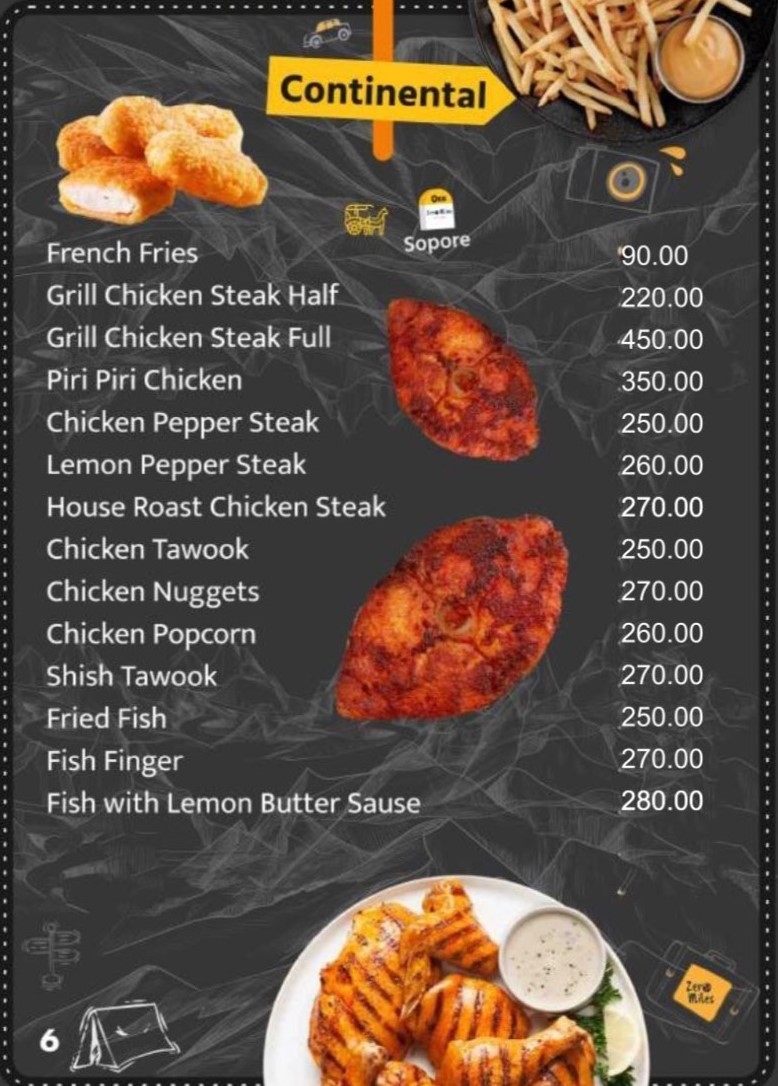 Continental
Sopore
French Fries 90.00
Grill Chicken Steak Half 220.00
Grill Chicken Steak Full 450.00
Piri Piri Chicken 350.00
Chicken Pepper Steak 250.00
Lemon Pepper Steak 260.00
House Roast Chicken Steak 270.00
Chicken Tawook 250.00
Chicken Nuggets 270.00
Chicken Popcorn 260.00
Shish Tawook 270.00
Fried Fish 250.00
Fish Finger 270.00
Fish with Lemon Butter Sause 280.00
Zero
Miles
6